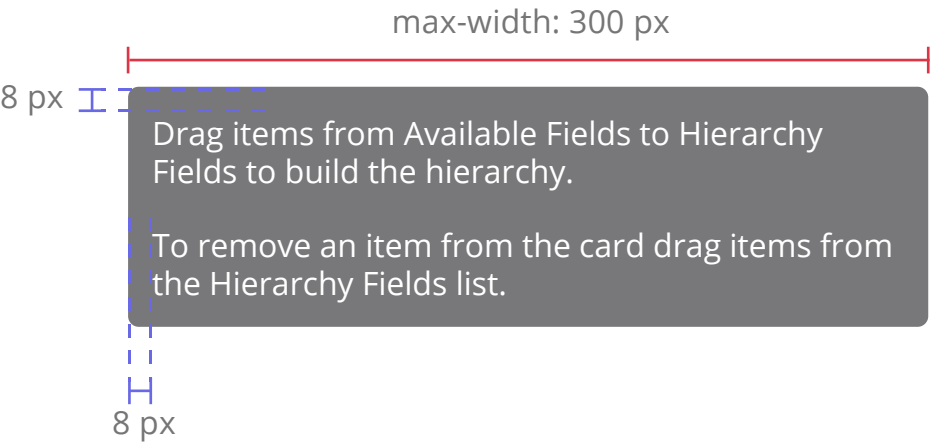 max-width: 300 px
8 px
Drag items from Available Fields to Hierarchy
Fields to build the hierarchy.
To remove an item from the card drag items from
the Hierarchy Fields list.
8 px